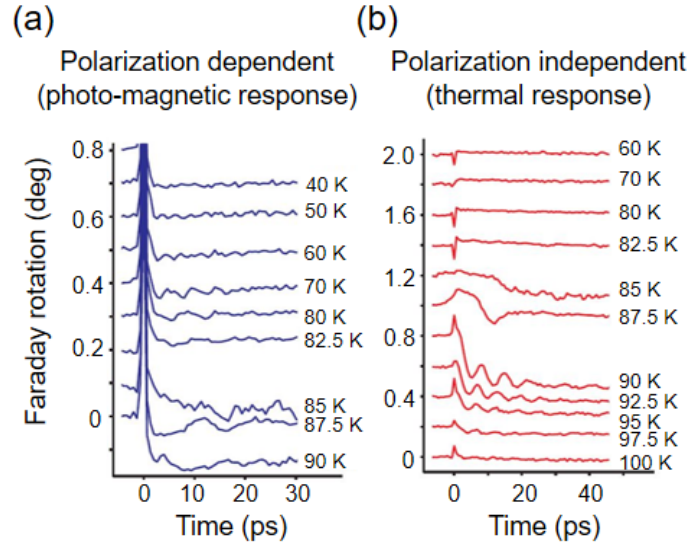 (a)
Polarization dependent
(photo-magnetic response)
Faraday rotation (deg)
0.8
0.6
0.4
0.2
0
40 K
50 K
60 K
70 K
80 K
82.5 K
85 K
87.5 K
90 K
0
10
20
30
Time (ps)
(b)
Polarization independent
(thermal response)
2.0
1.6
1.2
0.8
0.4
0
60 K
70 K
80 K
82.5 K
85 K
87.5 K
90 K
92.5 K
95 K
97.5 K
100 K
0
20
40
Time (ps)